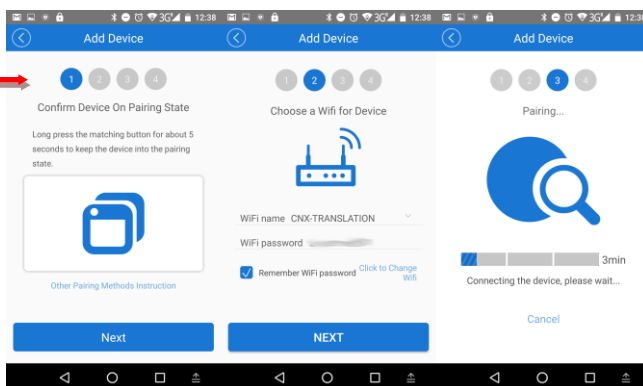 3G 12:38
Add Device
1 2 3 4
Confirm Device On Pairing State
Long press the matching button for about 5
seconds to keep the device into the pairing
state.
Other Pairing Methods Instruction
Next
3G 12:38
Add Device
1 2 3 4
Choose a Wifi for Device
WiFi name CNX-TRANSLATION
WiFi password
Remember WiFi password Click to Change
Wifi
NEXT
3G 12:38
Add Device
1 2 3 4
Pairing...
3min
Connecting the device, please wait...
Cancel